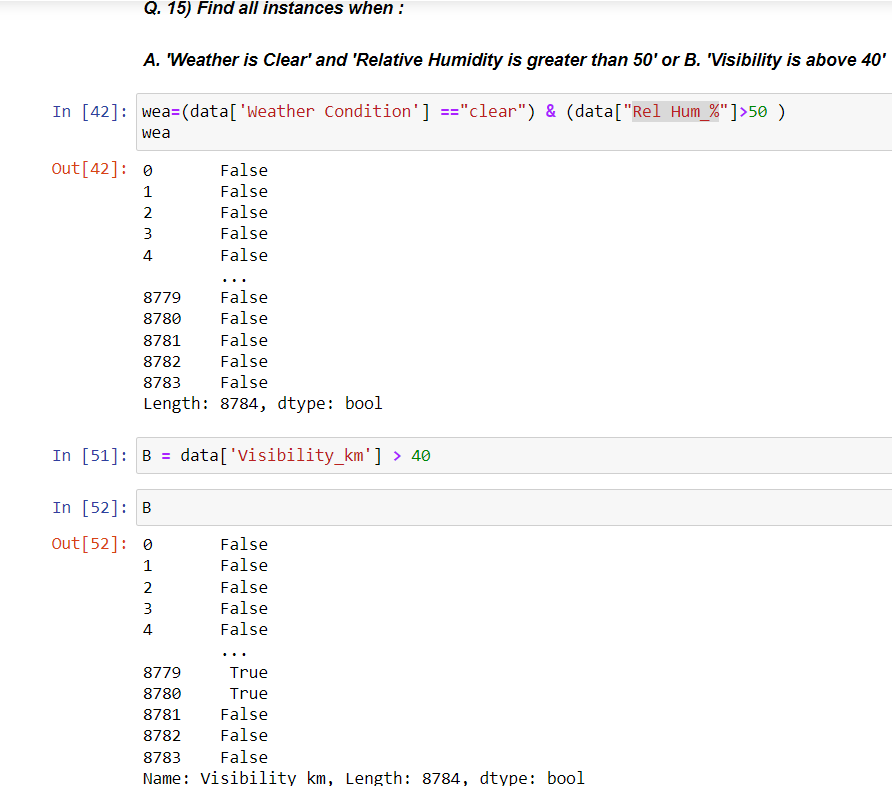 Q. 15) Find all instances when :
A. 'Weather is Clear' and 'Relative Humidity is greater than 50' or B. 'Visibility is above 40'
In [42]: wea=(data['Weather Condition'] =="clear") & (data["Rel Hum_%"]>50 )
wea
Out[42]: 0       False
1       False
2       False
3       False
4       False
...
8779    False
8780    False
8781    False
8782    False
8783    False
Length: 8784, dtype: bool
In [51]: B = data['Visibility_km'] > 40
In [52]: B
Out[52]: 0       False
1       False
2       False
3       False
4       False
...
8779     True
8780     True
8781    False
8782    False
8783    False
Name: Visibility_km, Length: 8784, dtype: bool